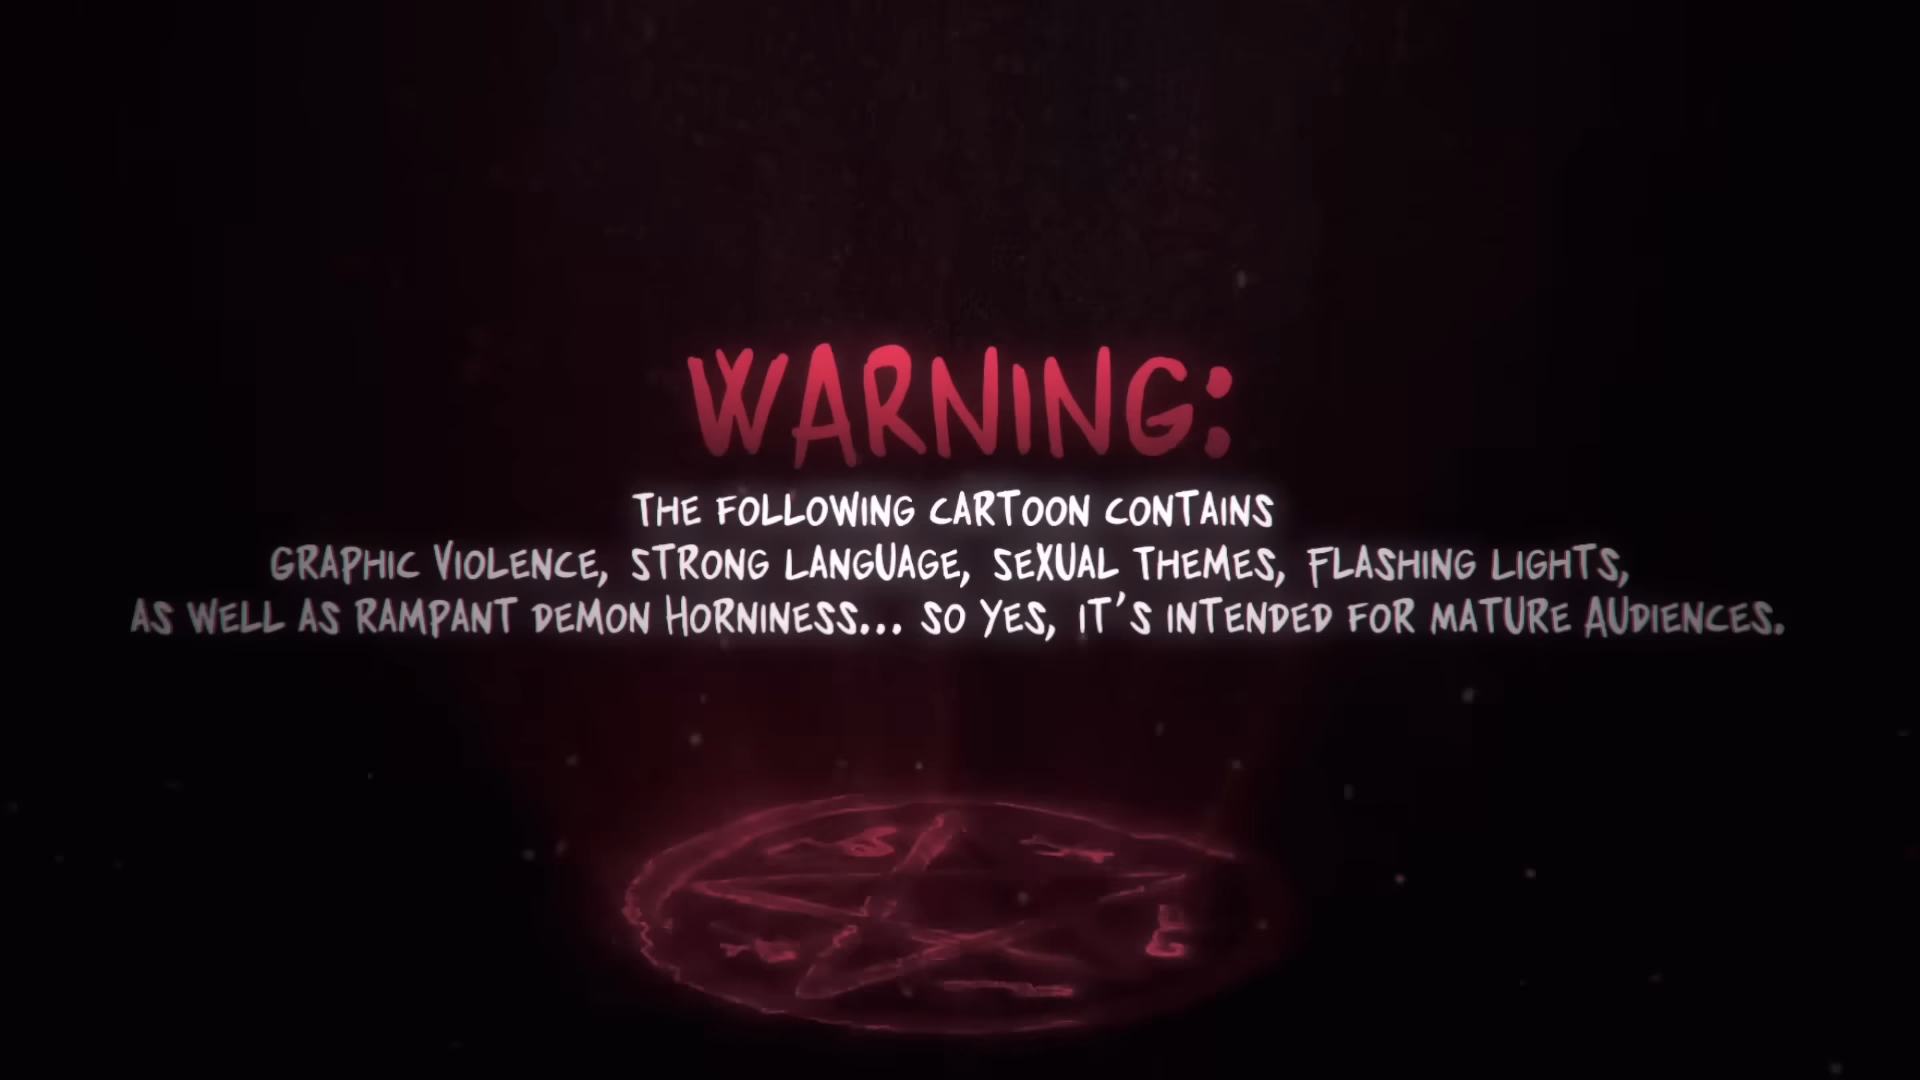 WARNING:
THE FOLLOWING CARTOON CONTAINS
GRAPHIC VIOLENCE, STRONG LANGUAGE, SEXUAL THEMES, FLASHING LIGHTS,
AS WELL AS RAMPANT DEMON HORNINESS... SO YES, IT'S INTENDED FOR MATURE AUDIENCES.